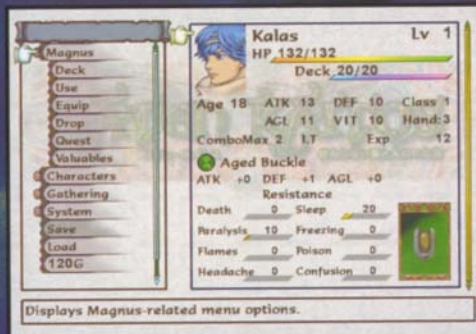 Kalas Lv 1
HP 132/132
Deck 20/20
Magnus
Deck
Use
Equip
Drop
Quest
Valuables
Characters
Gathering
System
Save
Load
120G
Age 18 ATK 13 DEF 10 Class 1
AGL 11 VIT 10 Hand:3
ComboMax 2 I.T Exp 12
Aged Buckle
ATK +0 DEF +1 AGL +0
Resistance
Death 0 Sleep 20
Paralysis 10 Freezing 0
Flames 0 Poison 0
Headache 0 Confusion 0
Displays Magnus-related menu options.